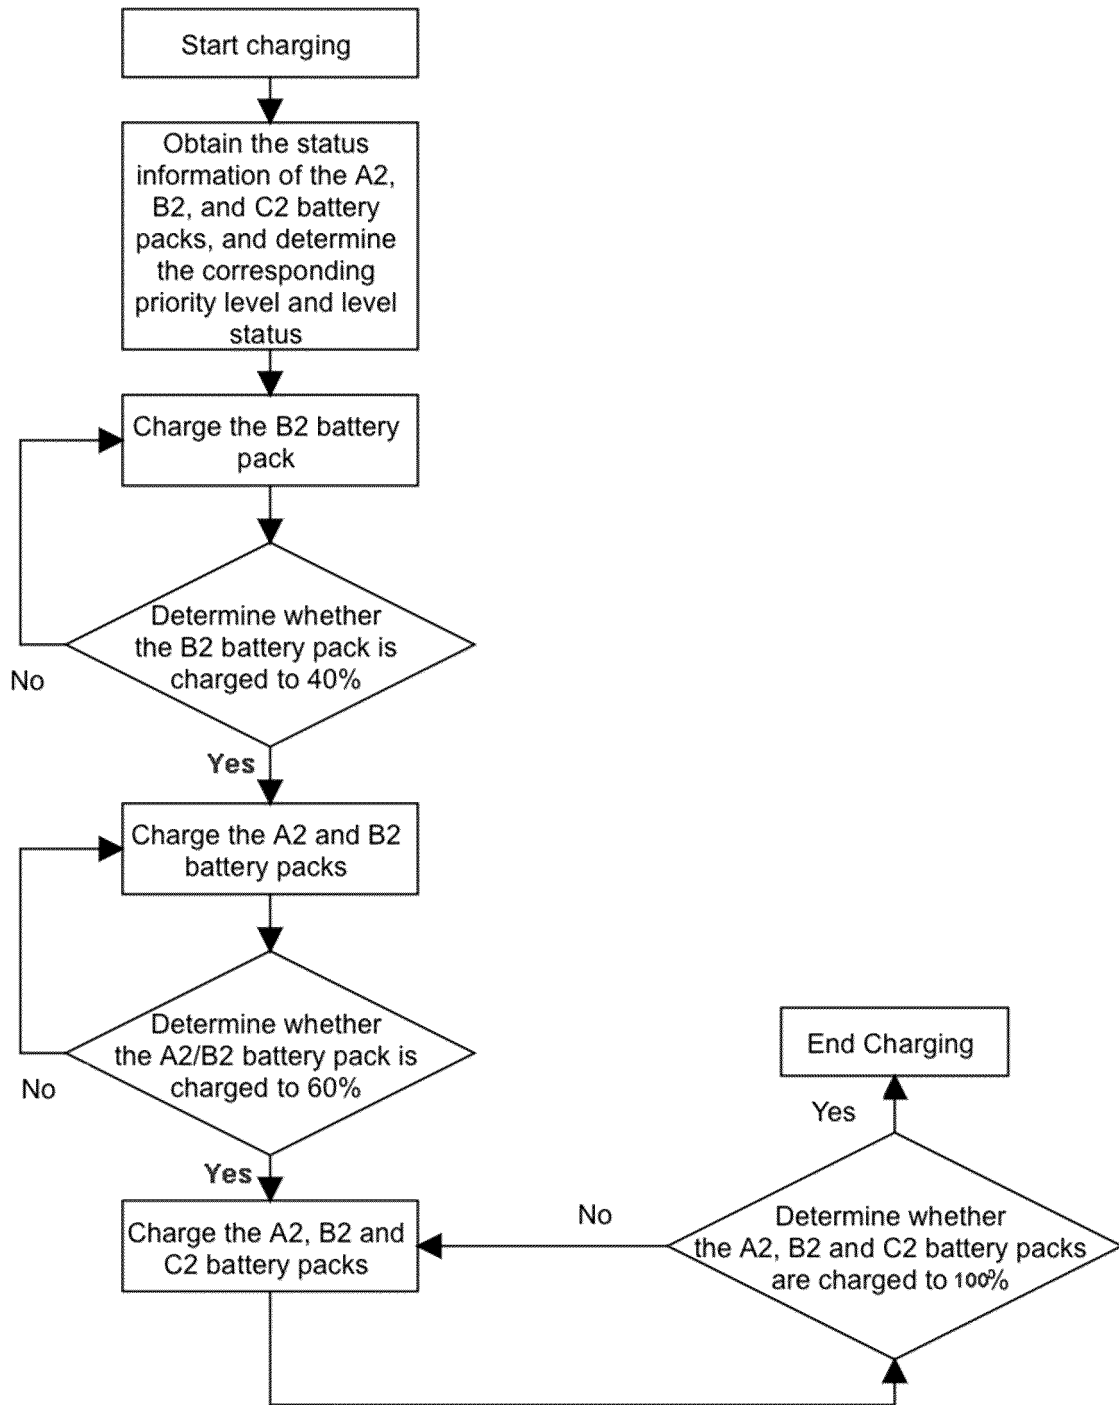 Start charging
Obtain the status
information of the A2,
B2, and C2 battery
packs, and determine
the corresponding
priority level and level
status
Charge the B2 battery
pack
Determine whether
the B2 battery pack is
charged to 40%
No
Yes
Charge the A2 and B2
battery packs
Determine whether
the A2/B2 battery pack is
charged to 60%
No
Yes
Charge the A2, B2 and
C2 battery packs
No
Determine whether
the A2, B2 and C2 battery packs
are charged to 100%
Yes
End Charging